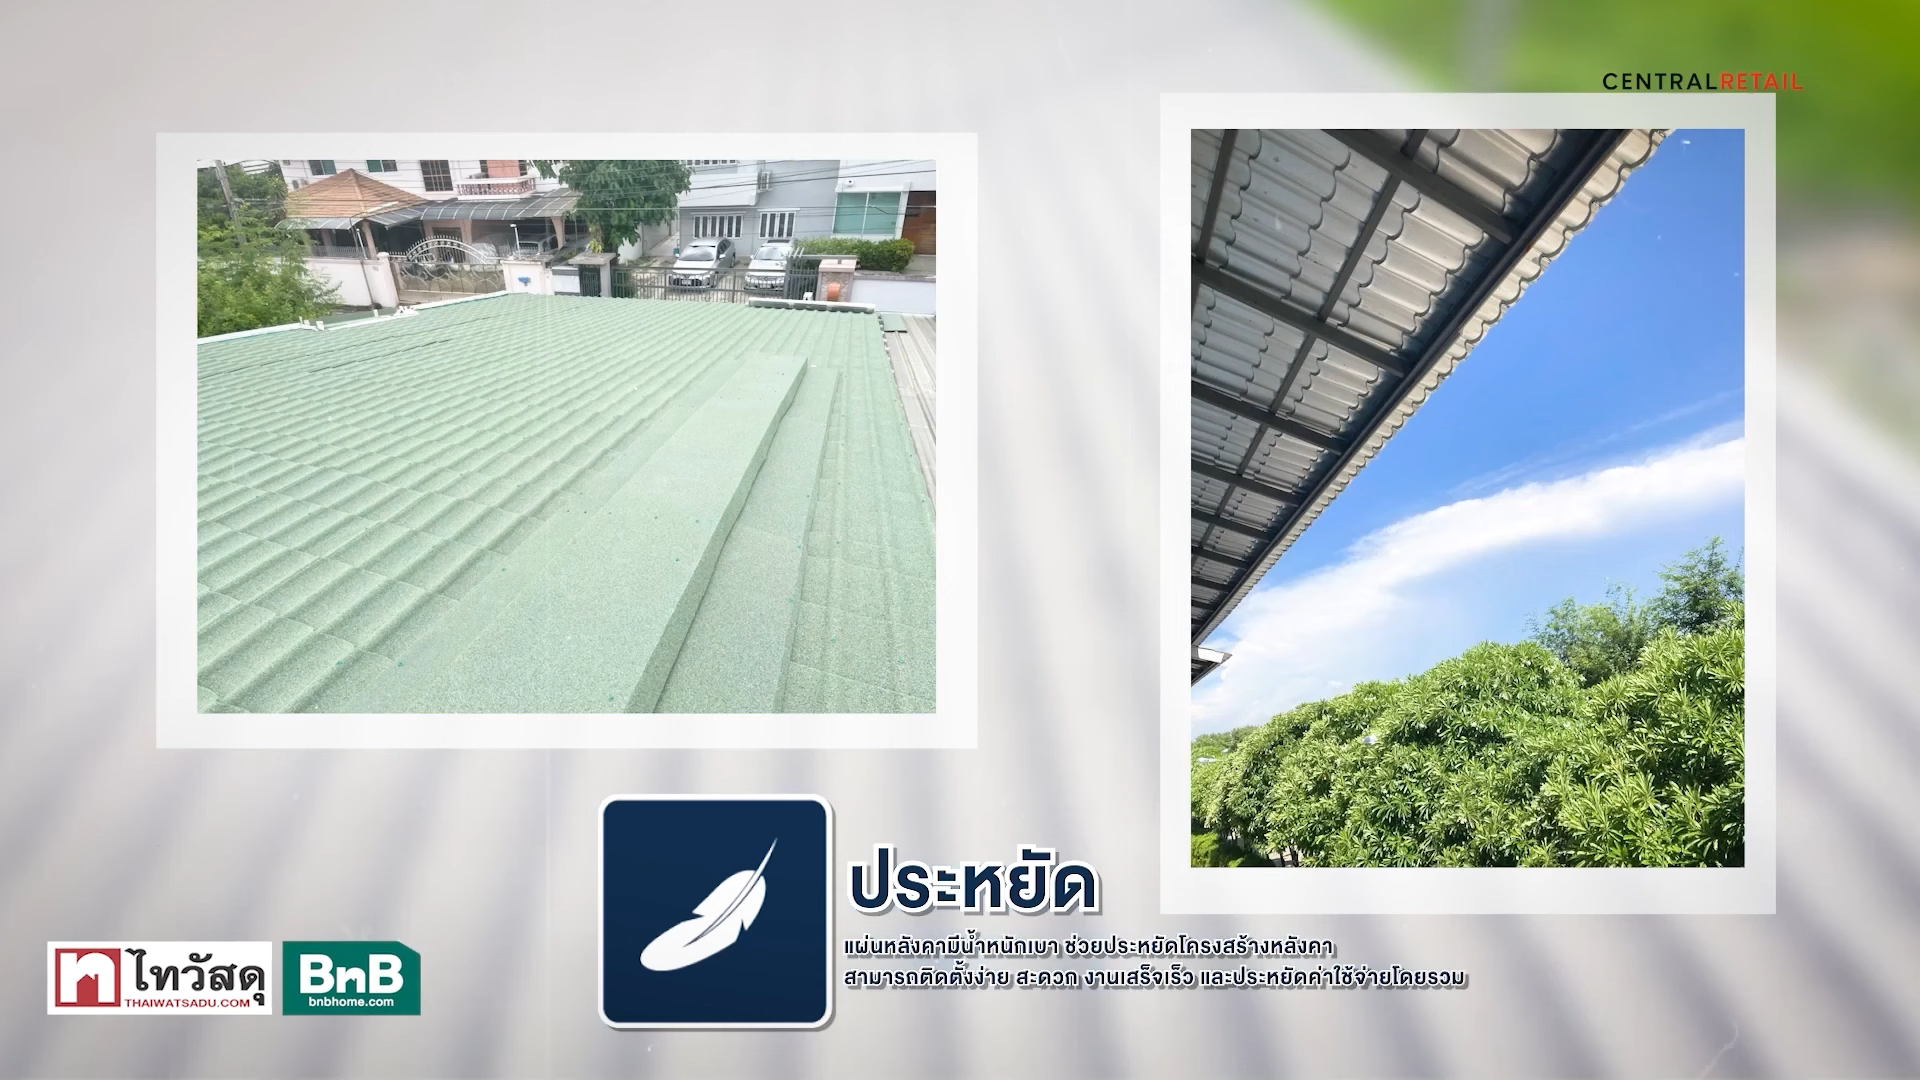 CENTRALRETAIL
ประหยัด
แผ่นหลังคามีน้ำหนักเบา ช่วยประหยัดโครงสร้างหลังคา
สามารถติดตั้งง่าย สะดวก งานเสร็จเร็ว และประหยัดค่าใช้จ่ายโดยรวม
ไทวัสดุ
THAIWATSADU.COM
BnB
bnbhome.com